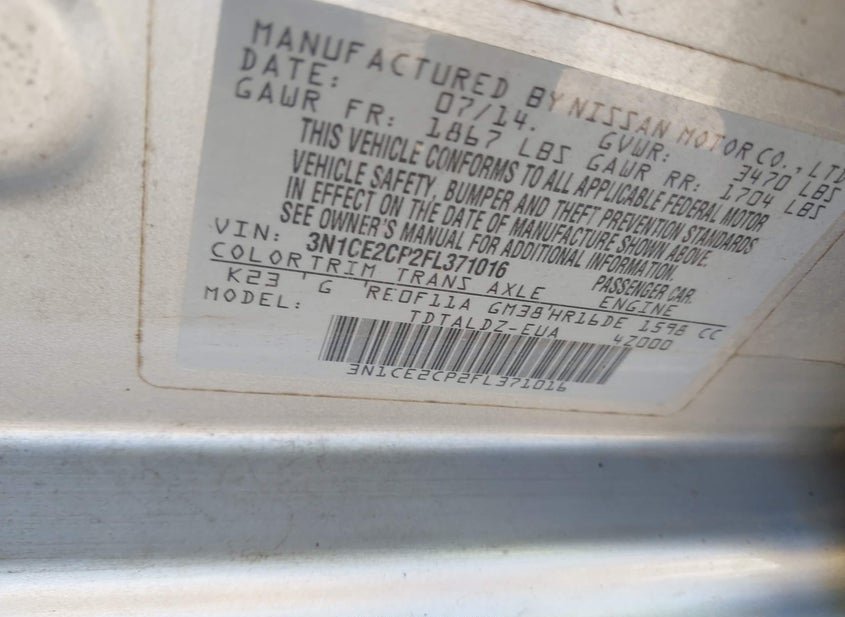 MANUFACTURED BY NISSAN MOTOR CO., LTD
DATE: 07/14. GVWR: 3470 LBS
GAWR FR: 1867 LBS GAWR RR: 1704 LBS
THIS VEHICLE CONFORMS TO ALL APPLICABLE FEDERAL MOTOR
VEHICLE SAFETY, BUMPER AND THEFT PREVENTION STANDARDS
IN EFFECT ON THE DATE OF MANUFACTURE SHOWN ABOVE.
SEE OWNER'S MANUAL FOR ADDITIONAL INFORMATION.
VIN: 3N1CE2CP2FL371016 PASSENGER CAR.
COLOR TRIM TRANS AXLE ENGINE
K23 G RE0F11A GM38 HR16DE 1598 CC
MODEL: TDTALDZ-EUA 42000
3N1CE2CP2FL371016